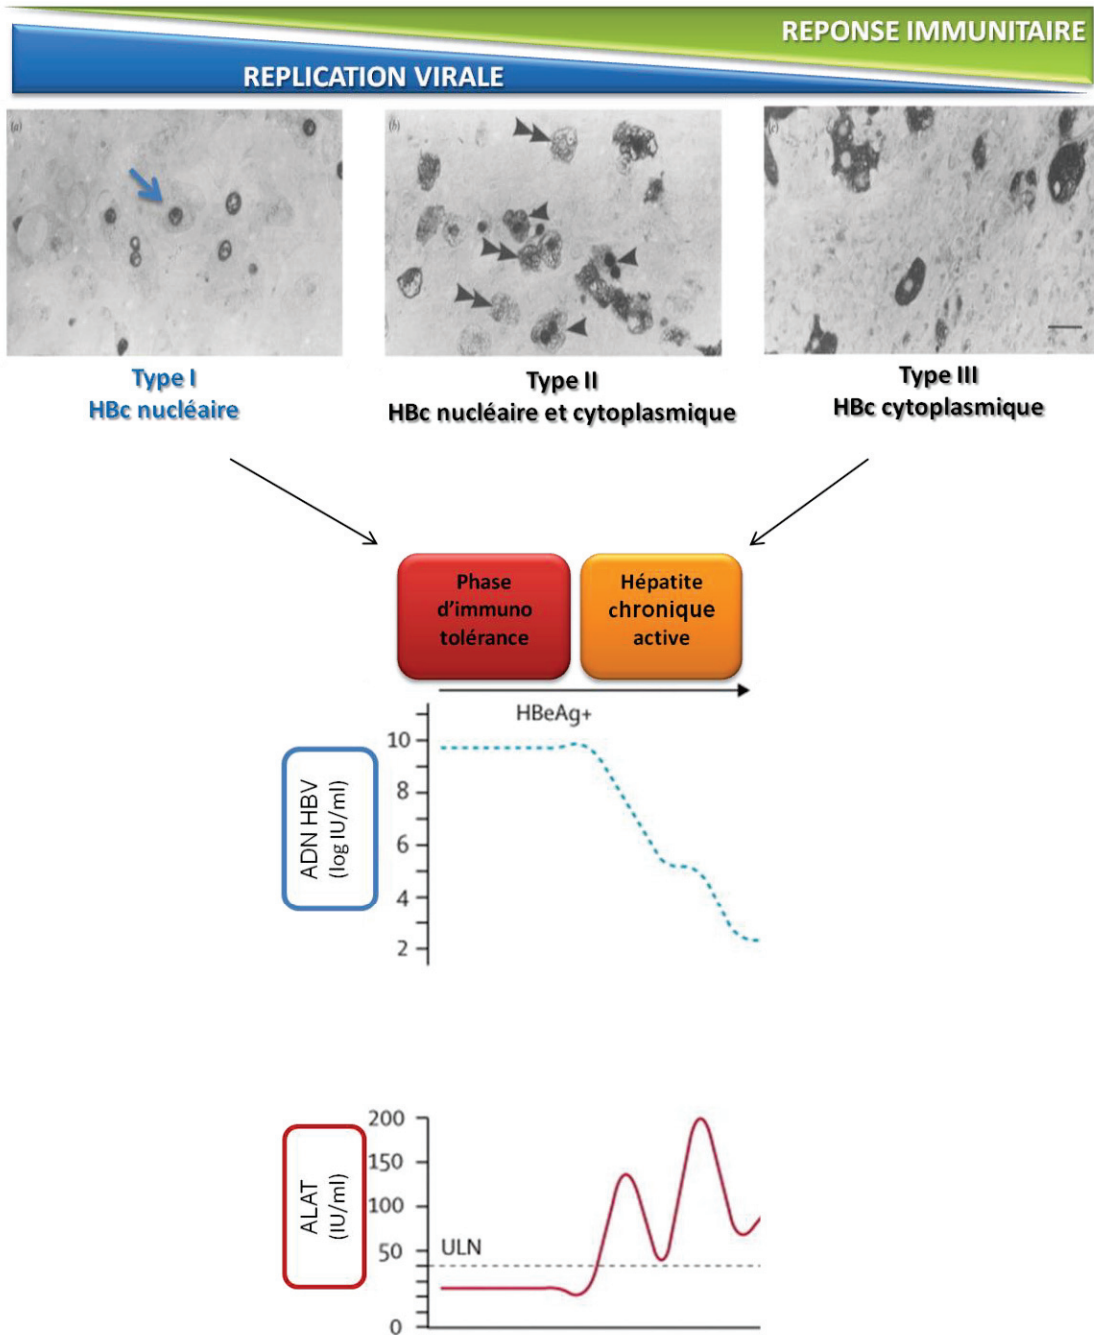 REPONSE IMMUNITAIRE
REPLICATION VIRALE
(a)
(b)
(c)
Type I
HBc nucléaire
Type II
HBc nucléaire et cytoplasmique
Type III
HBc cytoplasmique
Phase
d'immuno
tolérance
Hépatite
chronique
active
HBeAg+
ADN HBV
(log IU/ml)
10
8
6
4
2
ALAT
(IU/ml)
200
150
100
50
0
ULN